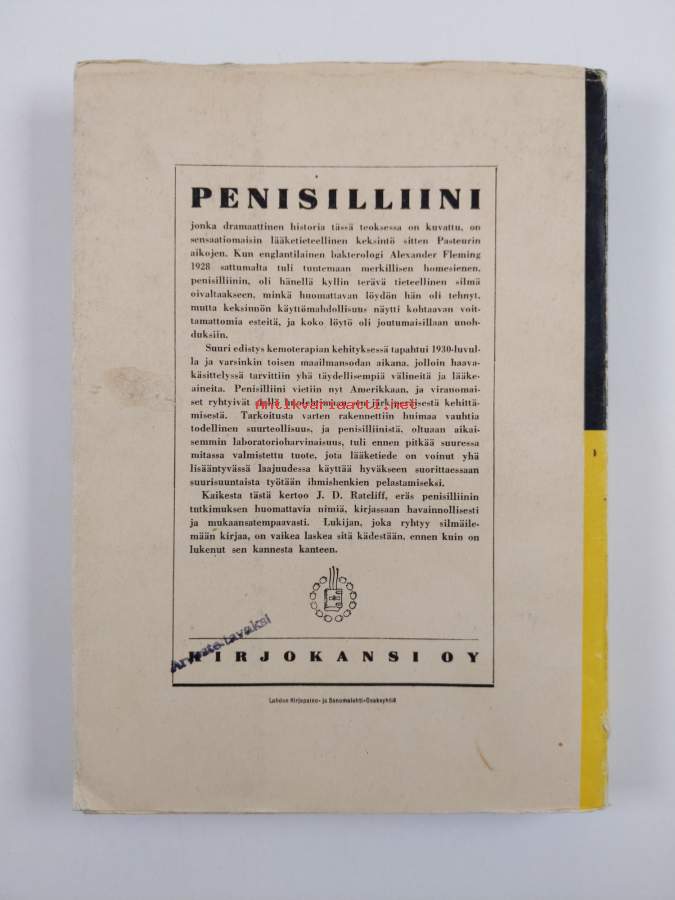 PENISILLIINI
jonka dramaattinen historia tässä teoksessa on kuvattu, on
sensaatiomaisin lääketieteellinen keksintö sitten Pasteurin
aikojen. Kun englantilainen bakterologi Alexander Fleming
1928 sattumalta tuli tuntemaan merkillisen homesienen,
penisilliinin, oli hänellä kyllin terävä tieteellinen silmä
oivaltaakseen, minkä huomattavan löydön hän oli tehnyt,
mutta keksinnön käyttömahdollisuus näytti kohtaavan voit-
tamattomia esteitä, ja koko löytö oli joutumaisillaan unoh-
duksiin.
Suuri edistys kemoterapian kehityksessä tapahtui 1930-luvul-
la ja varsinkin toisen maailmansodan aikana, jolloin haava-
käsittelyssä tarvittiin yhä täydellisempiä välineitä ja lääke-
aineita. Penisilliini vietiin nyt Amerikkaan, ja viranomai-
set ryhtyivät huolehtimaan sen järkiperäisestä kehittä-
antikvariaatti.net
misestä. Tarkoitusta varten rakennettiin huimaa vauhtia
todellinen suurteollisuus, ja penisilliinistä, oltuaan aikai-
semmin laboratorioharvinaisuus, tuli ennen pitkää suuressa
mitassa valmistettu tuote, jota lääketiede on voinut yhä
lisääntyvässä laajuudessa käyttää hyväkseen suorittaessaan
suurisuuntaista työtään ihmishenkien pelastamiseksi.
Kaikesta tästä kertoo J. D. Ratcliff, eräs penisilliinin
tutkimuksen huomattavia nimiä, kirjassaan havainnollisesti
ja mukaansatempaavasti. Lukijan, joka ryhtyy silmäile-
mään kirjaa, on vaikea laskea sitä kädestään, ennen kuin on
lukenut sen kannesta kanteen.
Arvosteltavaksi
KIRJOKANSI OY
Lahden Kirjapaino- ja Sanomalehti-Osakeyhtiö